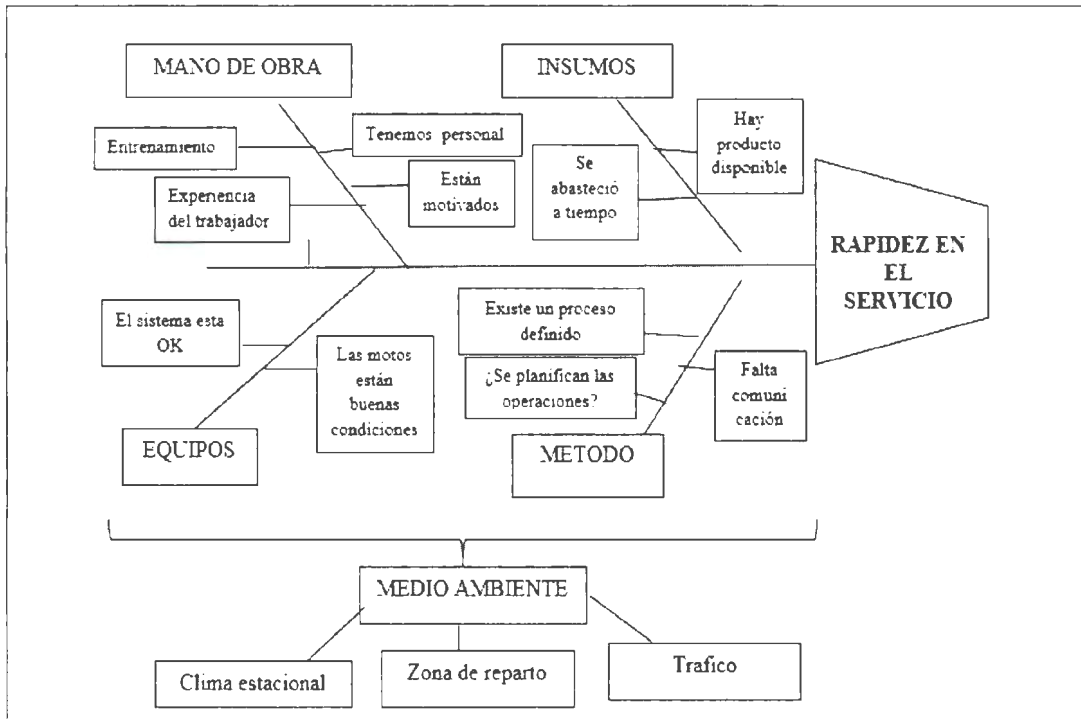 MANO DE OBRA
INSUMOS
Entrenamiento
Tenemos personal
Experiencia
del trabajador
Están
motivados
Se
abasteció
a tiempo
Hay
producto
disponible
RAPIDEZ EN
EL
SERVICIO
El sistema esta
OK
Las motos
están
buenas
condiciones
Existe un proceso
definido
¿Se planifican las
operaciones?
Falta
comuni
cación
EQUIPOS
METODO
MEDIO AMBIENTE
Clima estacional
Zona de reparto
Trafico